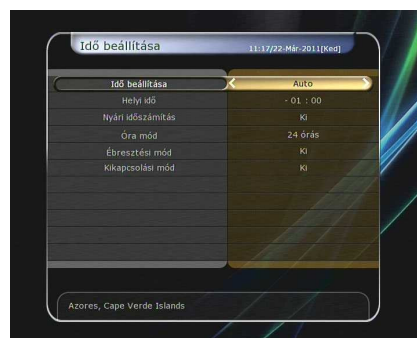 Idő beállítása 11:17/22-Már-2011[Ked]
Idő beállítása Auto
Helyi idő - 01 : 00
Nyári időszámítás Ki
Óra mód 24 órás
Ébresztési mód Ki
Kikapcsolási mód Ki
Azores, Cape Verde Islands